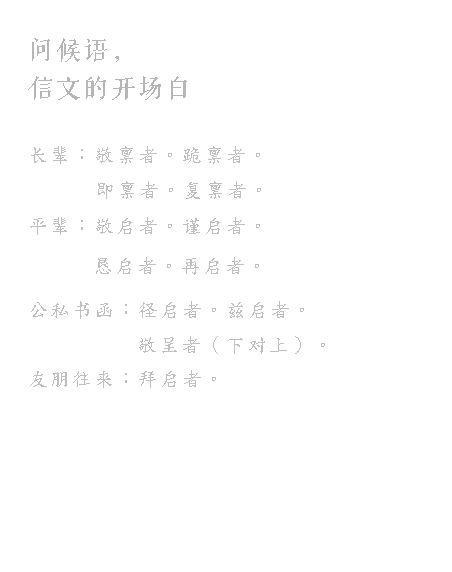 问候语，
信文的开场白
长辈：敬禀者。跪禀者。
即禀者。复禀者。
平辈：敬启者。谨启者。
恳启者。再启者。
公私书函：径启者。兹启者。
敬呈者（下对上）。
友朋往来：拜启者。